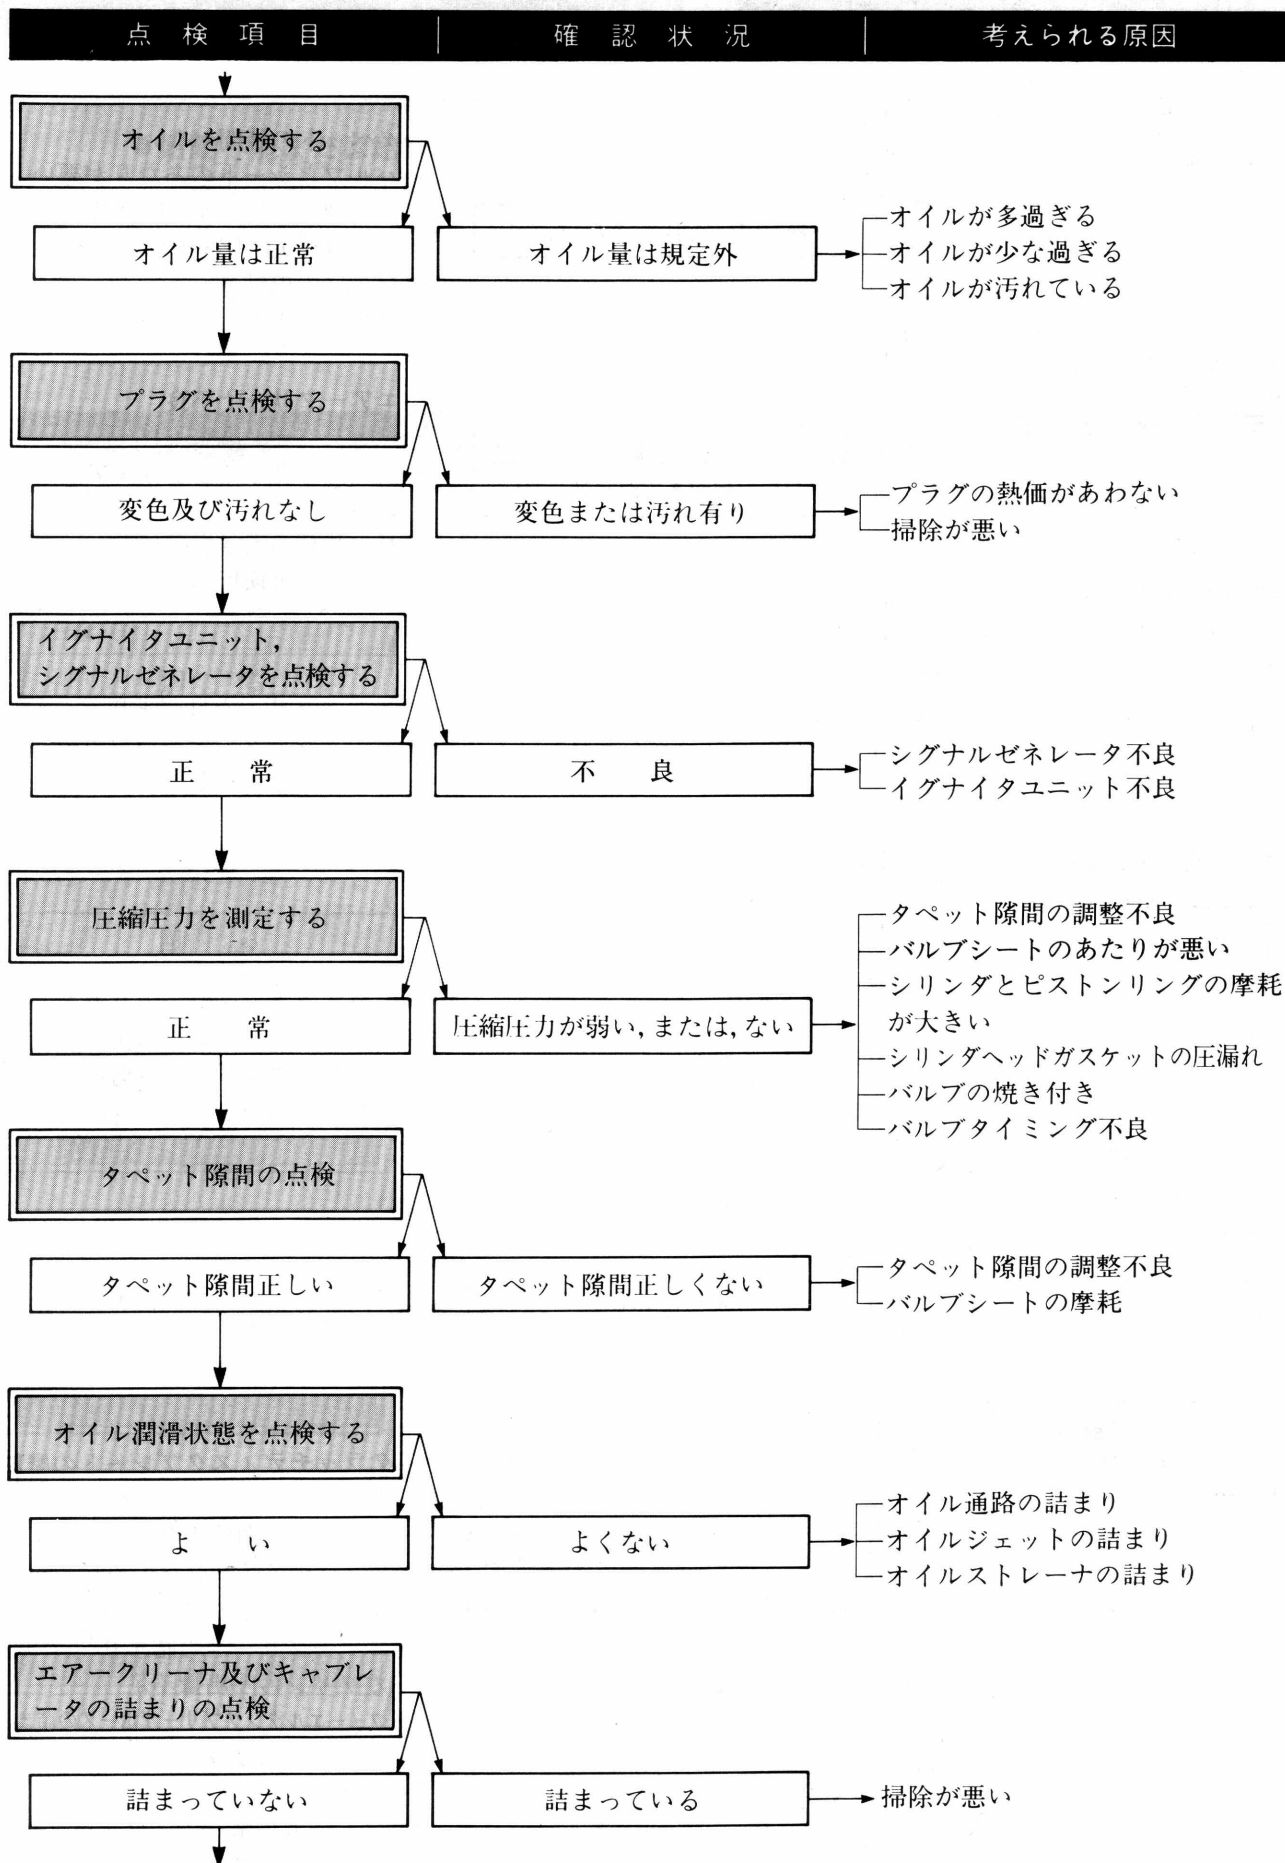 点検項目 確認状況 考えられる原因
オイルを点検する
オイル量は正常
オイル量は規定外
オイルが多過ぎる
オイルが少な過ぎる
オイルが汚れている
プラグを点検する
変色及び汚れなし
変色または汚れ有り
プラグの熱価があわない
掃除が悪い
イグナイタユニット,
シグナルゼネレータを点検する
正常
不良
シグナルゼネレータ不良
イグナイタユニット不良
圧縮圧力を測定する
正常
圧縮圧力が弱い,または,ない
タペット隙間の調整不良
バルブシートのあたりが悪い
シリンダとピストンリングの摩耗
が大きい
シリンダヘッドガスケットの圧漏れ
バルブの焼き付き
バルブタイミング不良
タペット隙間の点検
タペット隙間正しい
タペット隙間正しくない
タペット隙間の調整不良
バルブシートの摩耗
オイル潤滑状態を点検する
よい
よくない
オイル通路の詰まり
オイルジェットの詰まり
オイルストレーナの詰まり
エアークリーナ及びキャブレ
ータの詰まりの点検
詰まっていない
詰まっている
掃除が悪い